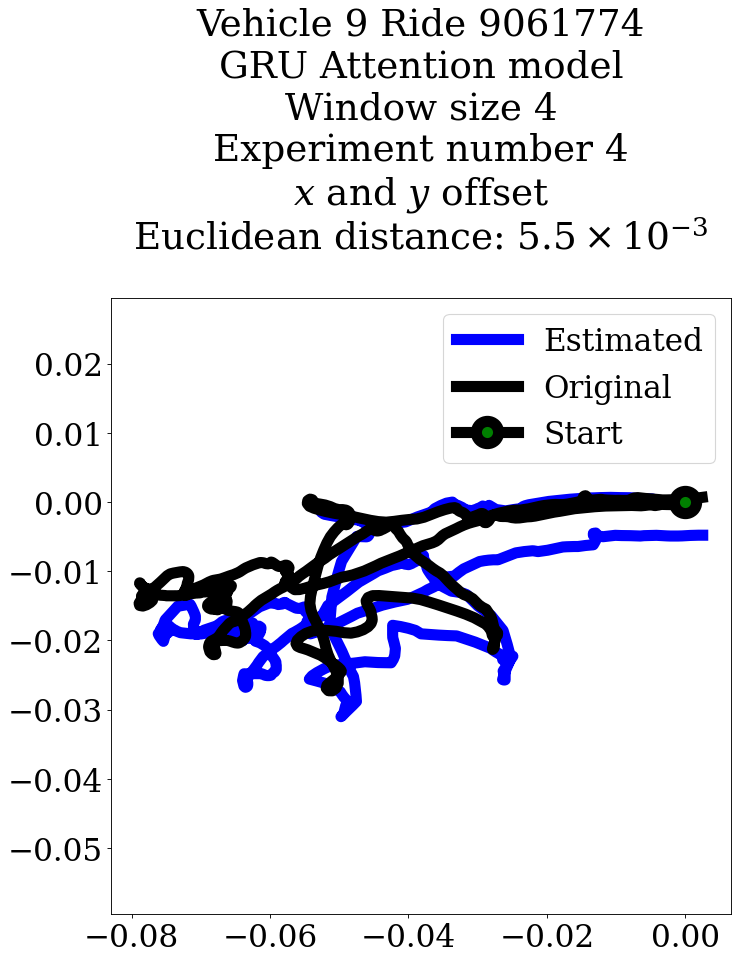 Vehicle 9 Ride 9061774
GRU Attention model
Window size 4
Experiment number 4
x and y offset
Euclidean distance: 5.5 × 10⁻³
Estimated
Original
Start
0.02
0.01
0.00
−0.01
−0.02
−0.03
−0.04
−0.05
−0.08 −0.06 −0.04 −0.02 0.00